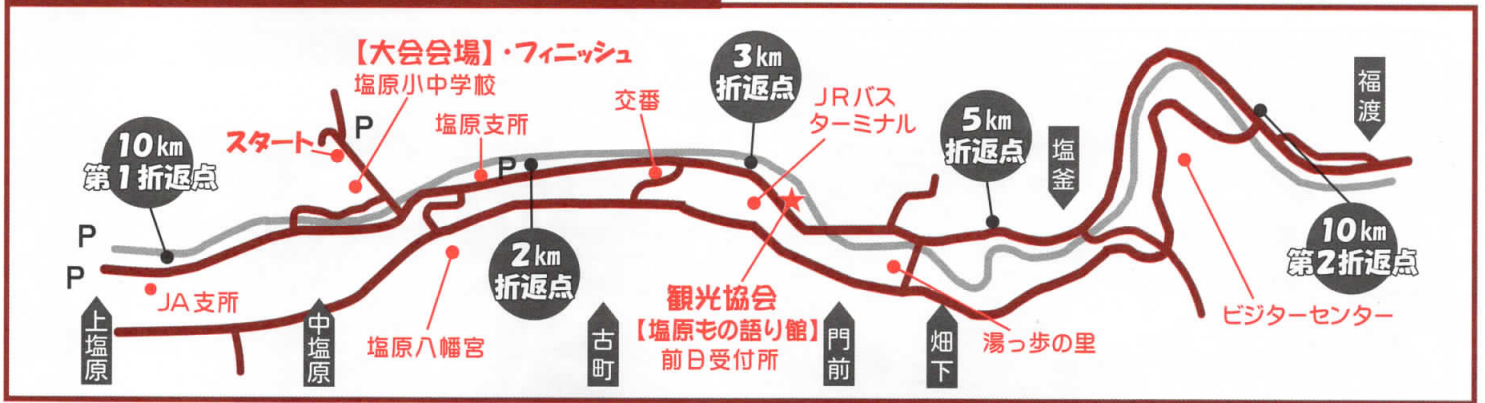 【大会会場】・フィニッシュ
塩原小中学校
スタート
P
塩原支所
交番
3km
折返点
JRバス
ターミナル
5km
折返点
塩釜
福渡
10km
第1折返点
P
P
P
2km
折返点
10km
第2折返点
JA支所
上塩原
中塩原
塩原八幡宮
古町
観光協会
【塩原もの語り館】
前日受付所
門前
畑下
湯っ歩の里
ビジターセンター